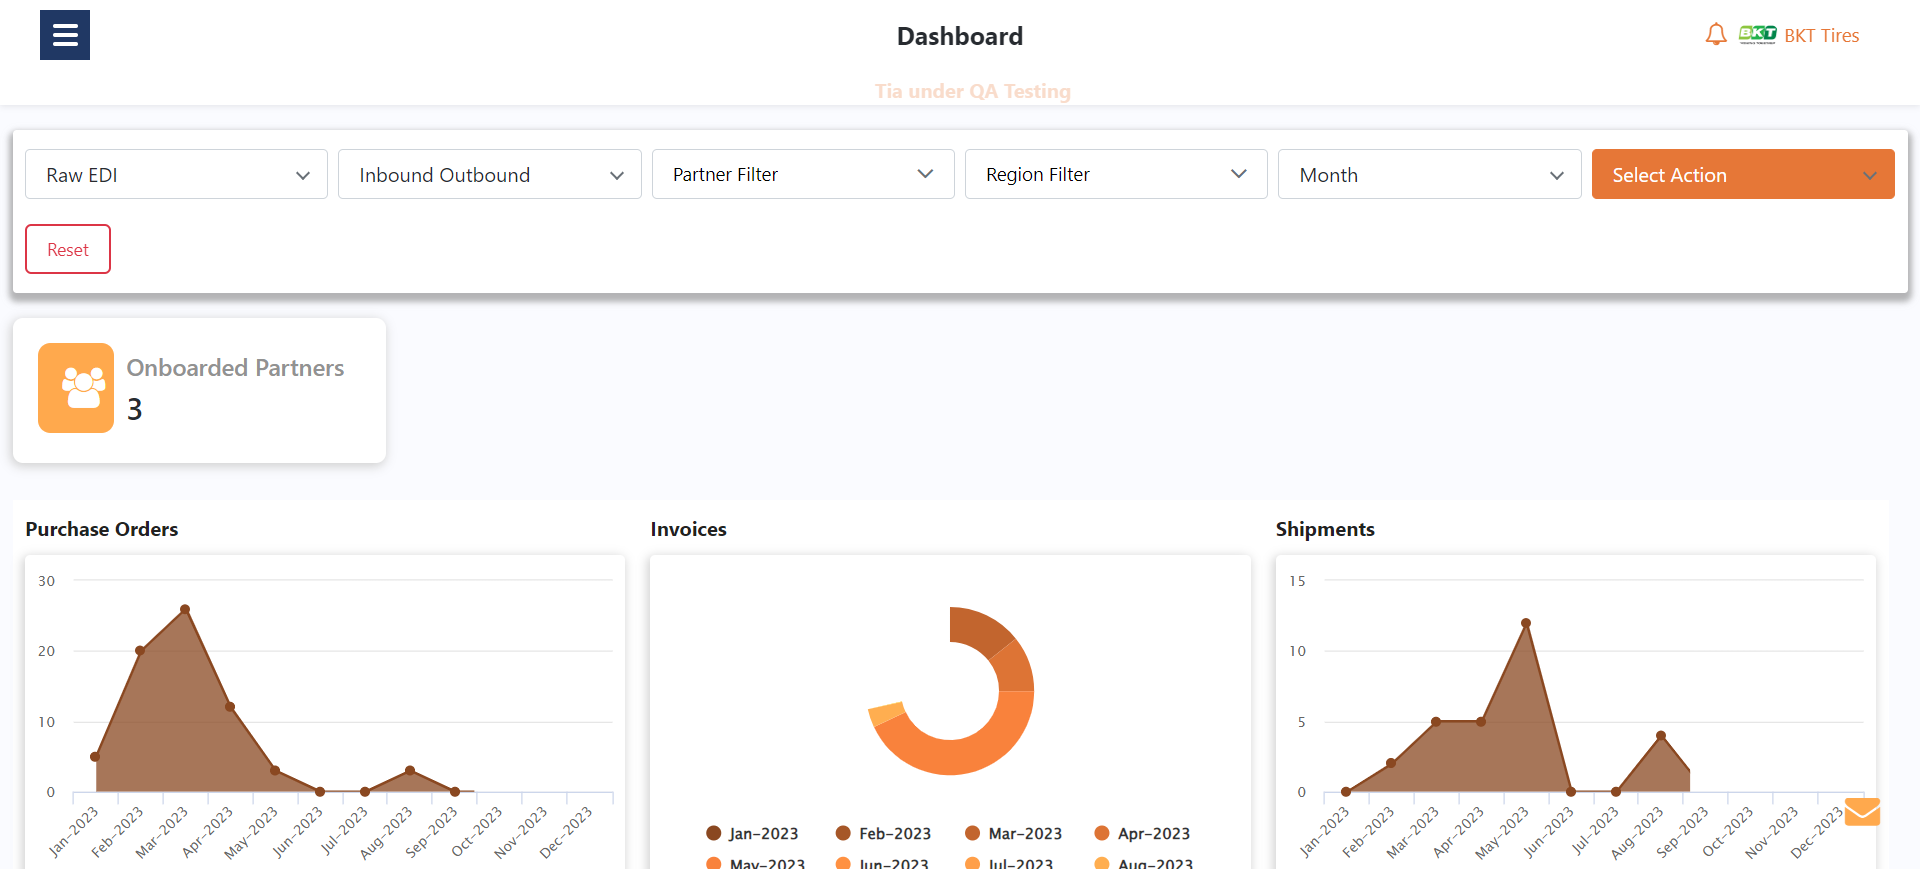 Dashboard
BKT BKT Tires
Tia under QA Testing
Raw EDI Inbound Outbound Partner Filter Region Filter Month Select Action
Reset
Onboarded Partners
3
Purchase Orders Invoices Shipments
30
20
10
0
Jan-2023 Feb-2023 Mar-2023 Apr-2023 May-2023 Jun-2023 Jul-2023 Aug-2023 Sep-2023 Oct-2023 Nov-2023 Dec-2023
Jan-2023 Feb-2023 Mar-2023 Apr-2023
May-2023 Jun-2023 Jul-2023 Aug-2023
15
10
5
0
Jan-2023 Feb-2023 Mar-2023 Apr-2023 May-2023 Jun-2023 Jul-2023 Aug-2023 Sep-2023 Oct-2023 Nov-2023 Dec-2023